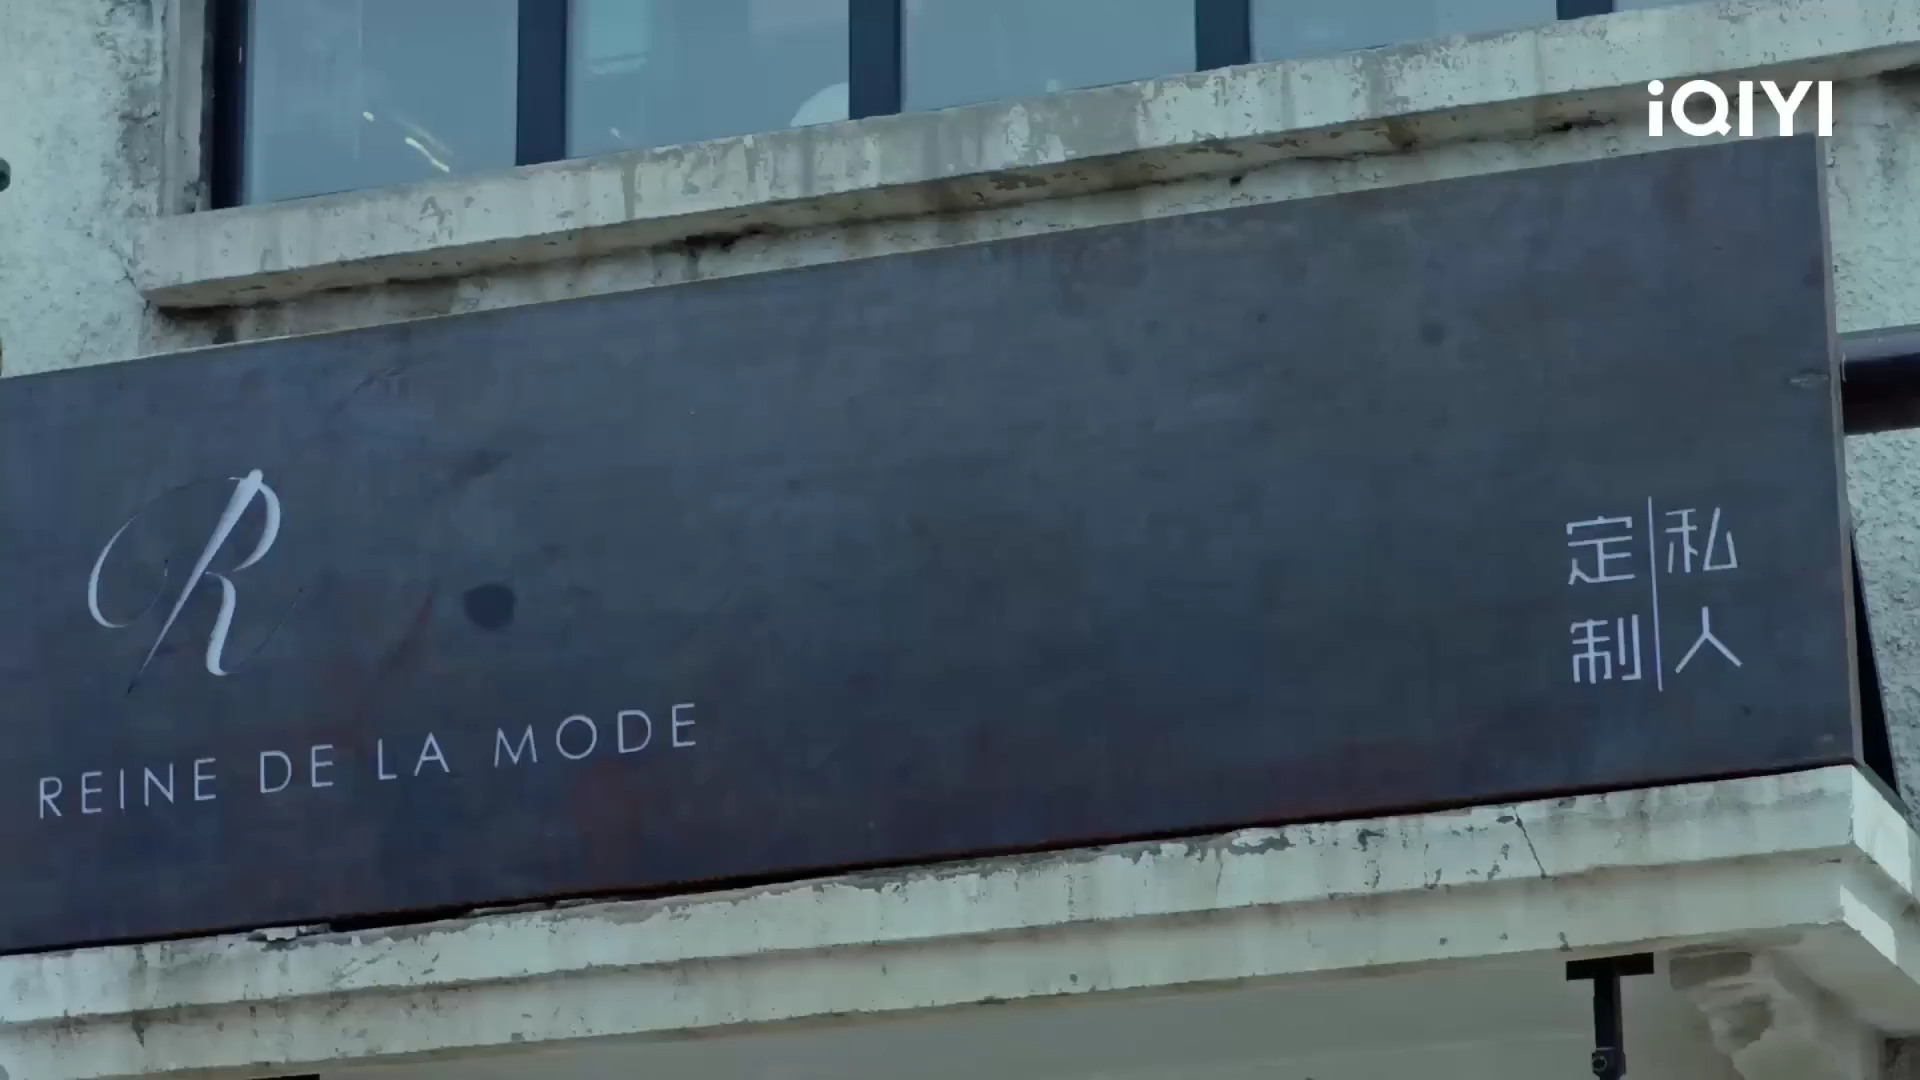 iQIYI
R
REINE DE LA MODE
私人
定制